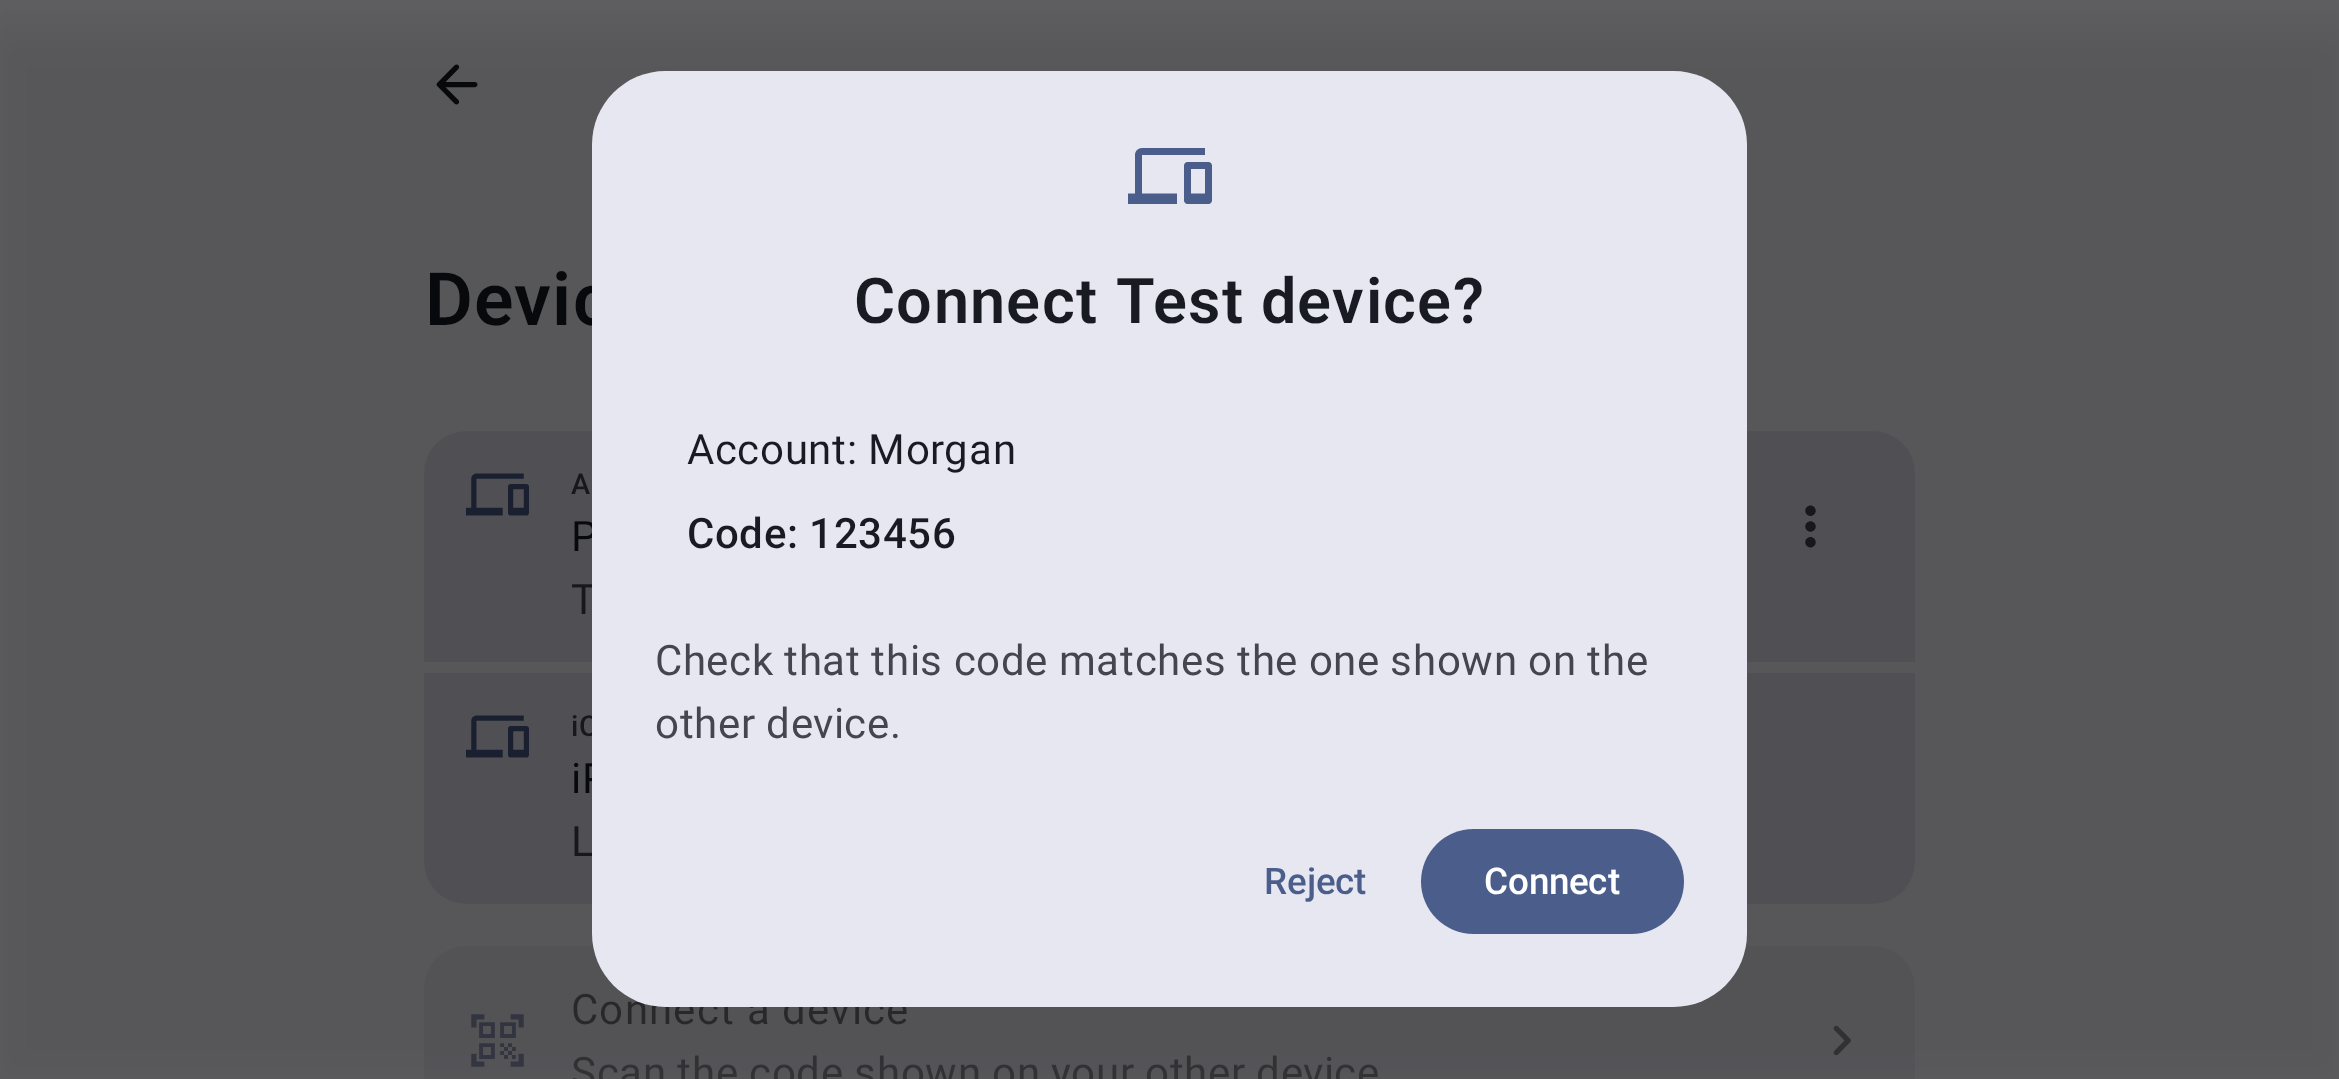 Connect Test device?
Account: Morgan
Code: 123456
Check that this code matches the one shown on the
other device.
Reject
Connect
Connect a device
Scan the code shown on your other device